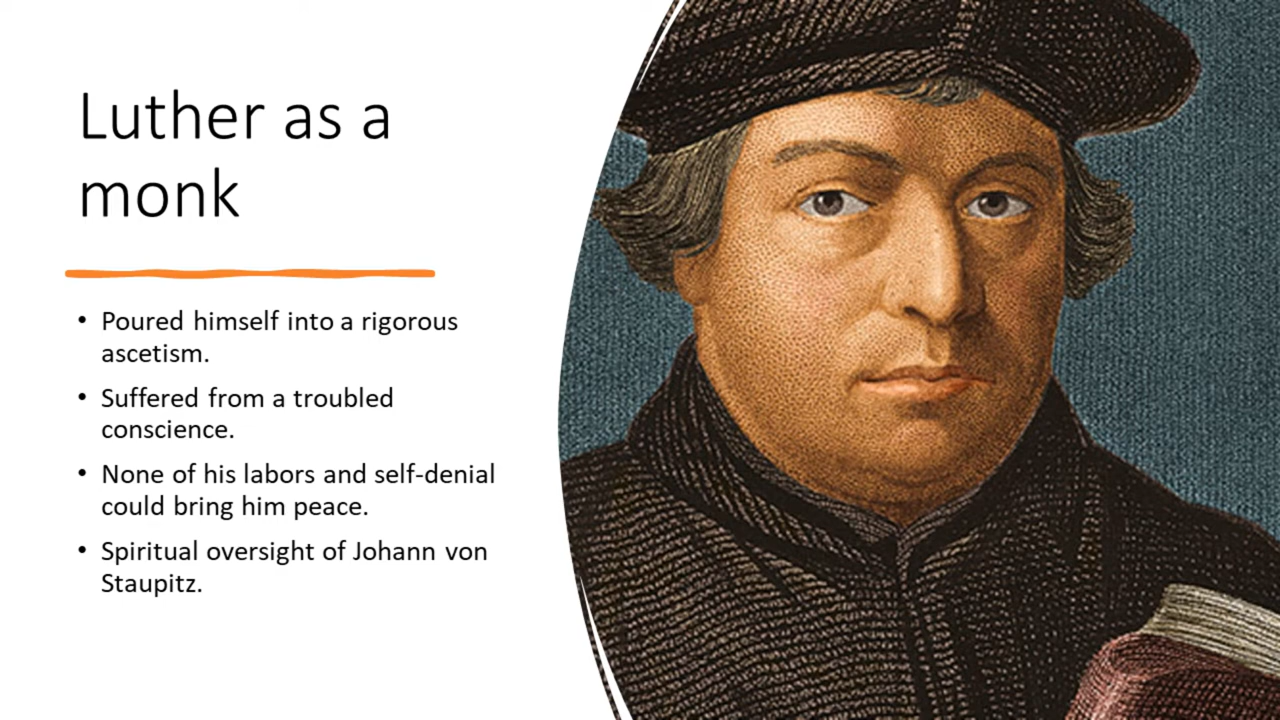 Luther as a
monk
• Poured himself into a rigorous
ascetism.
• Suffered from a troubled
conscience.
• None of his labors and self-denial
could bring him peace.
• Spiritual oversight of Johann von
Staupitz.